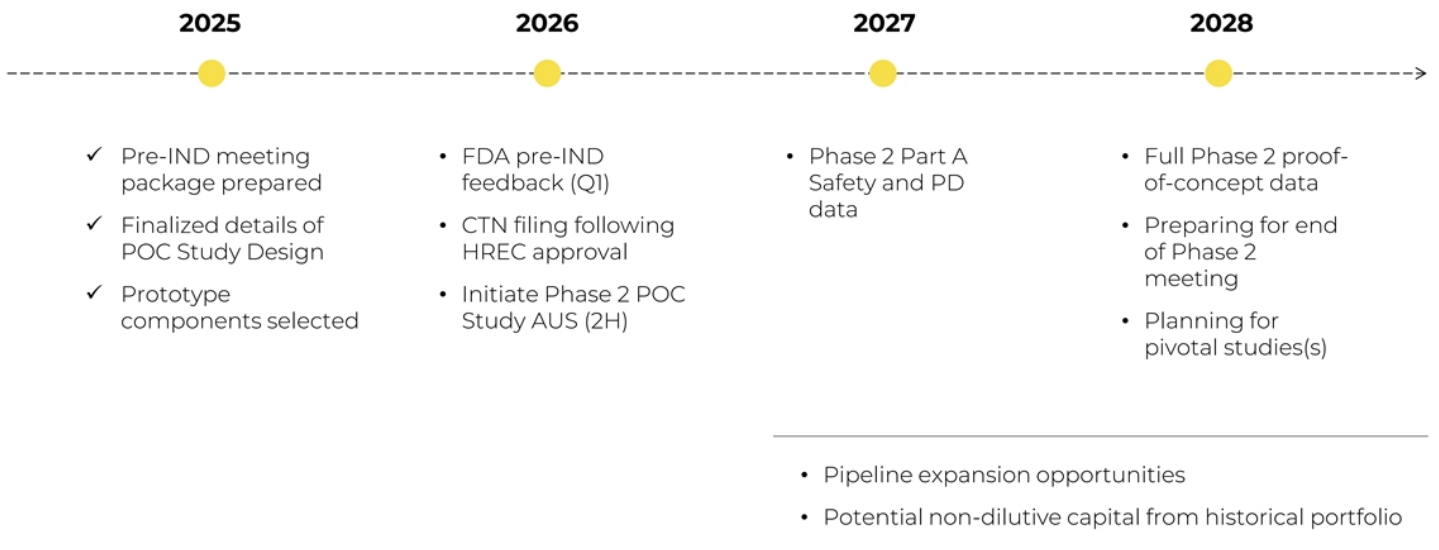 2025
✓ Pre-IND meeting
package prepared
✓ Finalized details of
POC Study Design
✓ Prototype
components selected
2026
• FDA pre-IND
feedback (Q1)
• CTN filing following
HREC approval
• Initiate Phase 2 POC
Study AUS (2H)
2027
• Phase 2 Part A
Safety and PD
data
2028
• Full Phase 2 proof-
of-concept data
• Preparing for end
of Phase 2
meeting
• Planning for
pivotal studies(s)
• Pipeline expansion opportunities
• Potential non-dilutive capital from historical portfolio